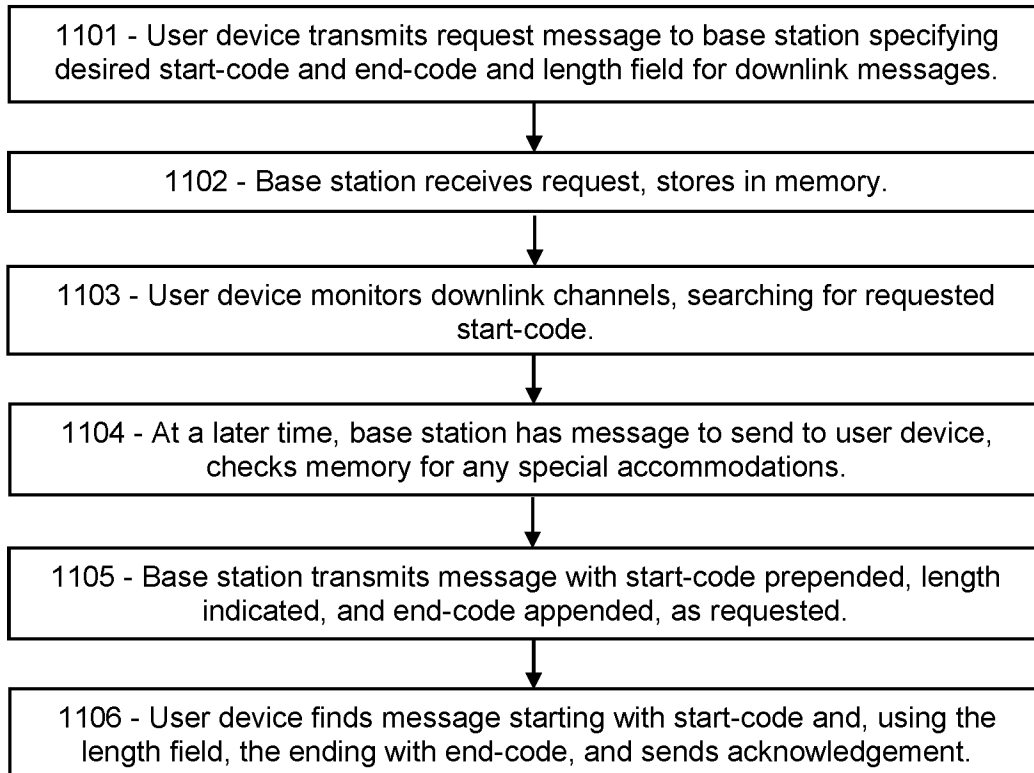 1101 - User device transmits request message to base station specifying
desired start-code and end-code and length field for downlink messages.
1102 - Base station receives request, stores in memory.
1103 - User device monitors downlink channels, searching for requested
start-code.
1104 - At a later time, base station has message to send to user device,
checks memory for any special accommodations.
1105 - Base station transmits message with start-code prepended, length
indicated, and end-code appended, as requested.
1106 - User device finds message starting with start-code and, using the
length field, the ending with end-code, and sends acknowledgement.